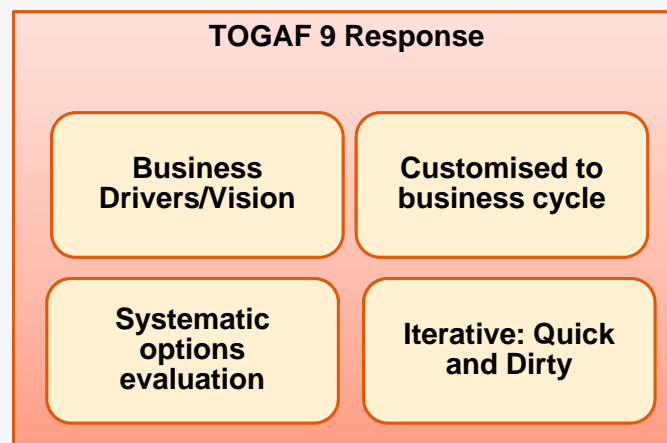 TOGAF 9 Response
Business
Drivers/Vision
Customised to
business cycle
Systematic
options
evaluation
Iterative: Quick
and Dirty